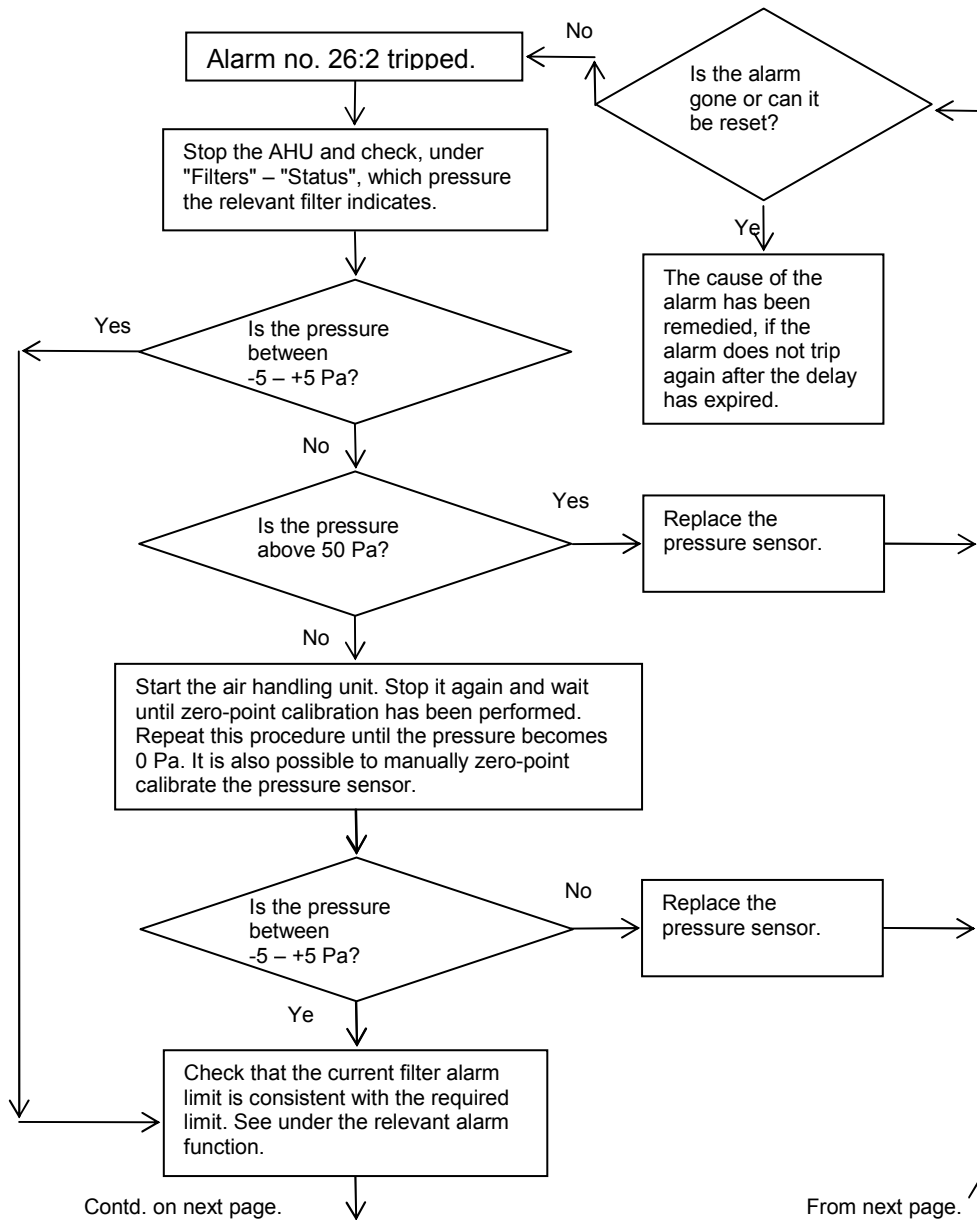 No
Alarm no. 26:2 tripped.
Is the alarm
gone or can it
be reset?
Stop the AHU and check, under
"Filters" – "Status", which pressure
the relevant filter indicates.
Ye
The cause of the
alarm has been
remedied, if the
alarm does not trip
again after the delay
has expired.
Yes
Is the pressure
between
-5 – +5 Pa?
No
Is the pressure
above 50 Pa?
Yes
Replace the
pressure sensor.
No
Start the air handling unit. Stop it again and wait
until zero-point calibration has been performed.
Repeat this procedure until the pressure becomes
0 Pa. It is also possible to manually zero-point
calibrate the pressure sensor.
Is the pressure
between
-5 – +5 Pa?
No
Replace the
pressure sensor.
Ye
Check that the current filter alarm
limit is consistent with the required
limit. See under the relevant alarm
function.
Contd. on next page.
From next page.